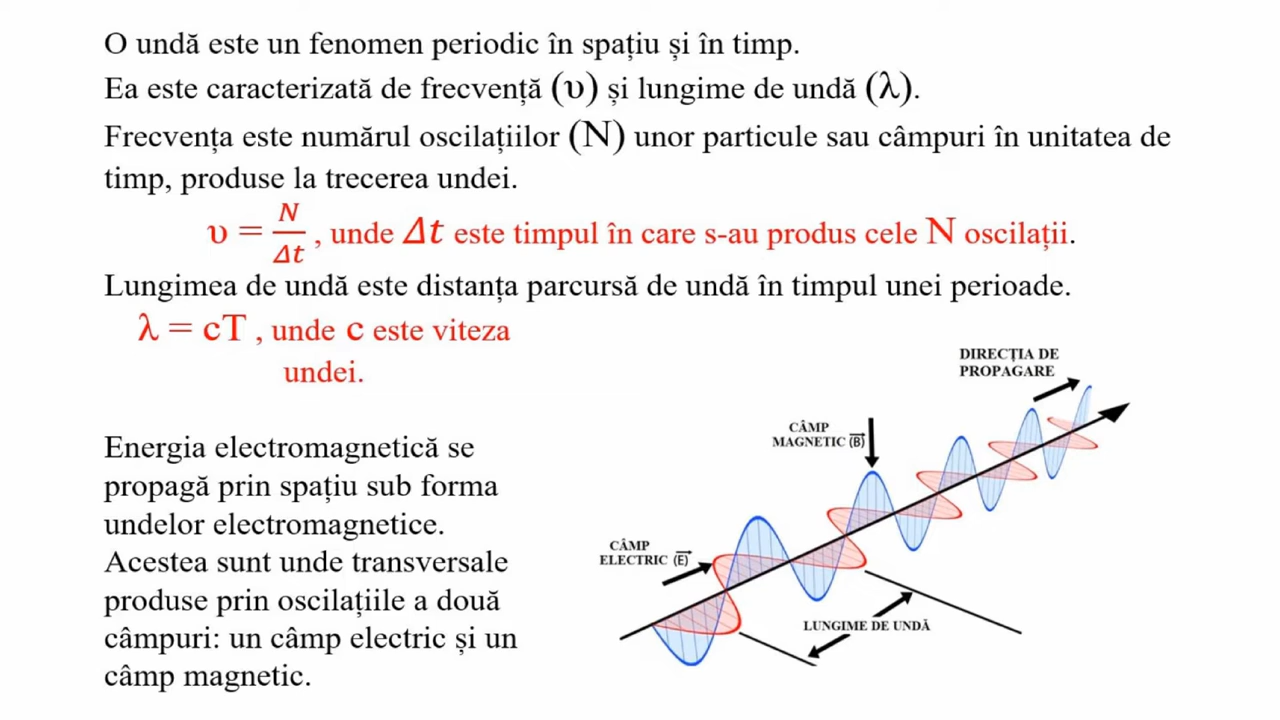 O undă este un fenomen periodic în spațiu și în timp.
Ea este caracterizată de frecvență (υ) și lungime de undă (λ).
Frecvența este numărul oscilațiilor (N) unor particule sau câmpuri în unitatea de
timp, produse la trecerea undei.
υ = N/Δt , unde Δt este timpul în care s-au produs cele N oscilații.
Lungimea de undă este distanța parcursă de undă în timpul unei perioade.
λ = cT , unde c este viteza
undei.
Energia electromagnetică se
propagă prin spațiu sub forma
undelor electromagnetice.
Acestea sunt unde transversale
produse prin oscilațiile a două
câmpuri: un câmp electric și un
câmp magnetic.
DIRECȚIA DE
PROPAGARE
CÂMP
MAGNETIC (B⃗)
CÂMP
ELECTRIC (E⃗)
LUNGIME DE UNDĂ